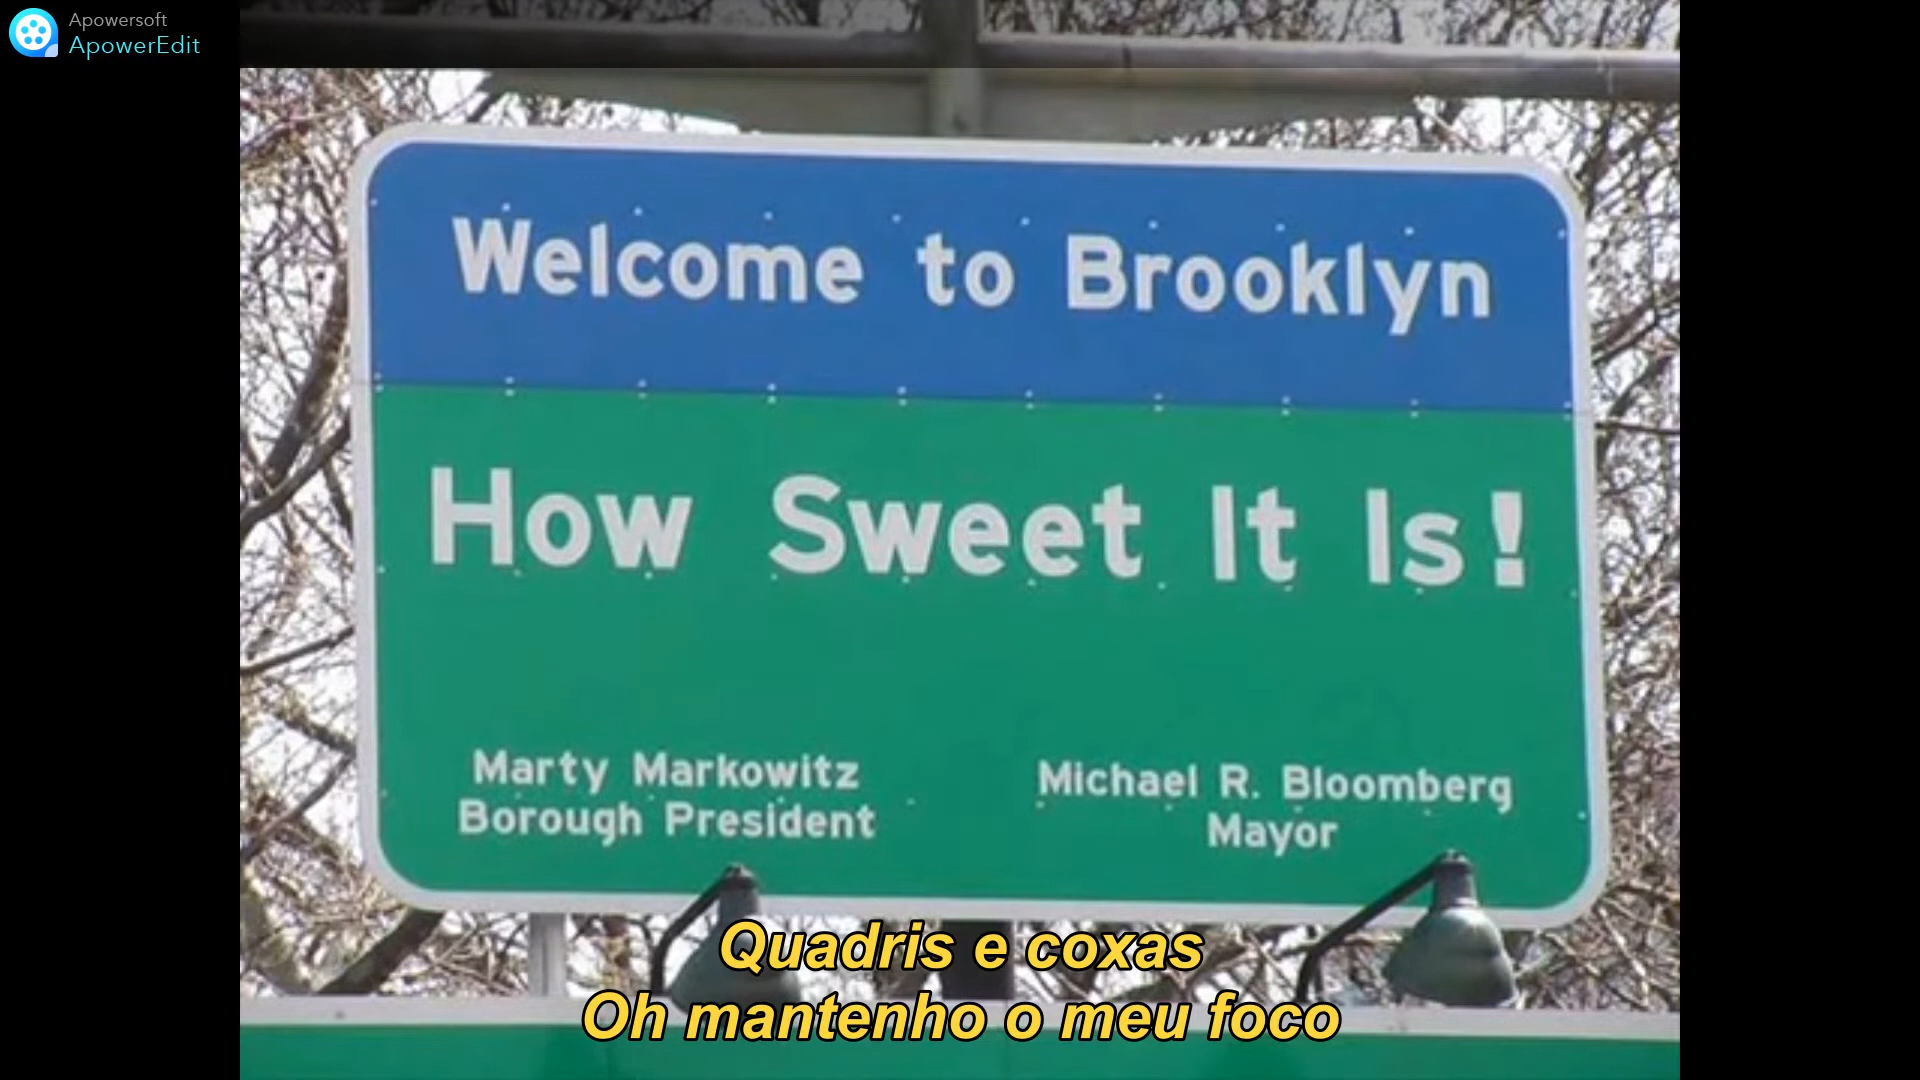 Apowersoft
ApowerEdit
Welcome to Brooklyn
How Sweet It Is!
Marty Markowitz
Borough President
Michael R. Bloomberg
Mayor
Quadris e coxas
Oh mantenho o meu foco